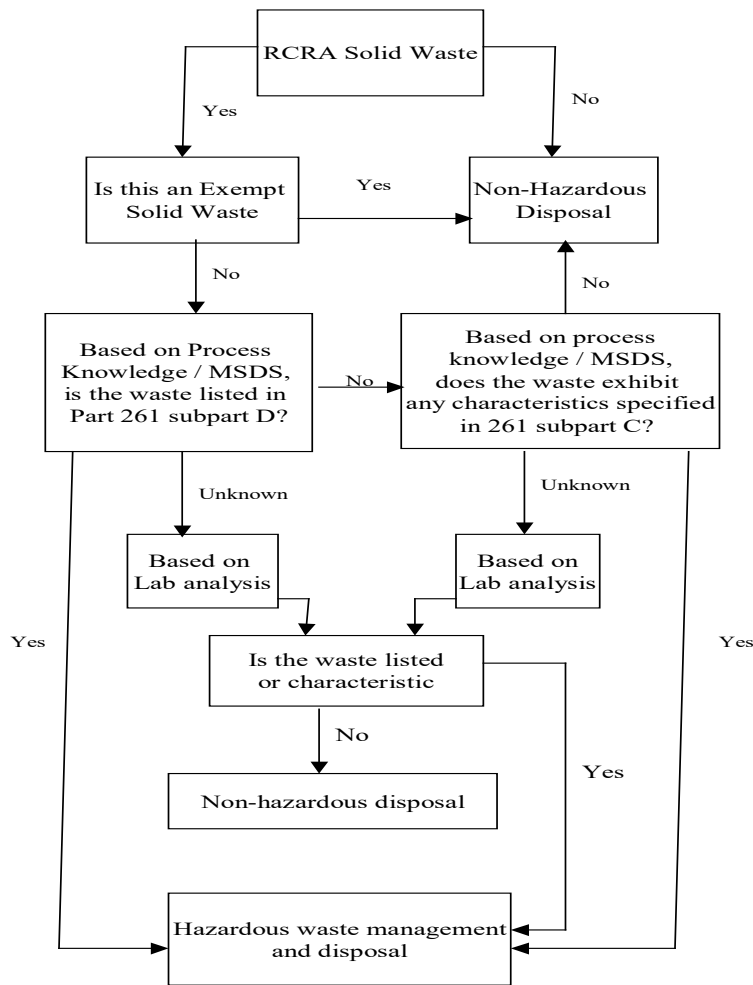 RCRA Solid Waste
Yes
No
Is this an Exempt
Solid Waste
Yes
Non-Hazardous
Disposal
No
No
Based on Process
Knowledge / MSDS,
is the waste listed in
Part 261 subpart D?
No
Based on process
knowledge / MSDS,
does the waste exhibit
any characteristics specified
in 261 subpart C?
Unknown
Unknown
Based on
Lab analysis
Based on
Lab analysis
Yes
Yes
Is the waste listed
or characteristic
No
Yes
Non-hazardous disposal
Hazardous waste management
and disposal